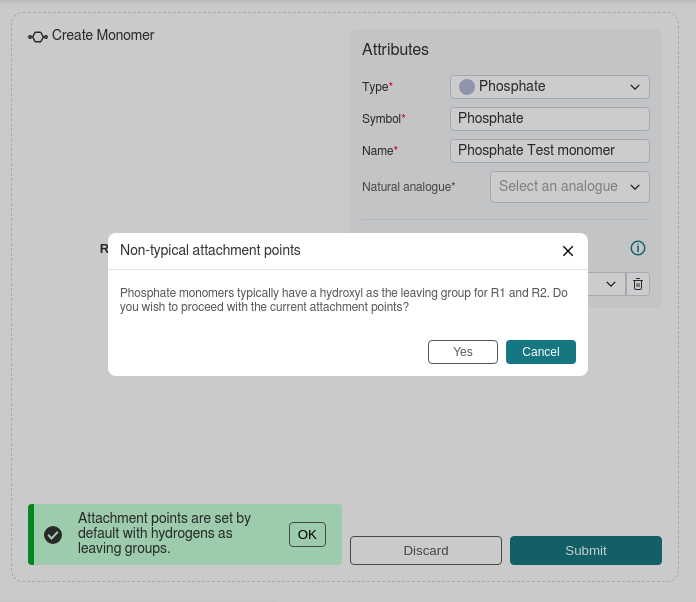 Create Monomer
Attributes
Type*
Phosphate
Symbol*
Phosphate
Name*
Phosphate Test monomer
Natural analogue*
Select an analogue
R
Non-typical attachment points
Phosphate monomers typically have a hydroxyl as the leaving group for R1 and R2. Do
you wish to proceed with the current attachment points?
Yes
Cancel
Attachment points are set by
default with hydrogens as
leaving groups.
OK
Discard
Submit